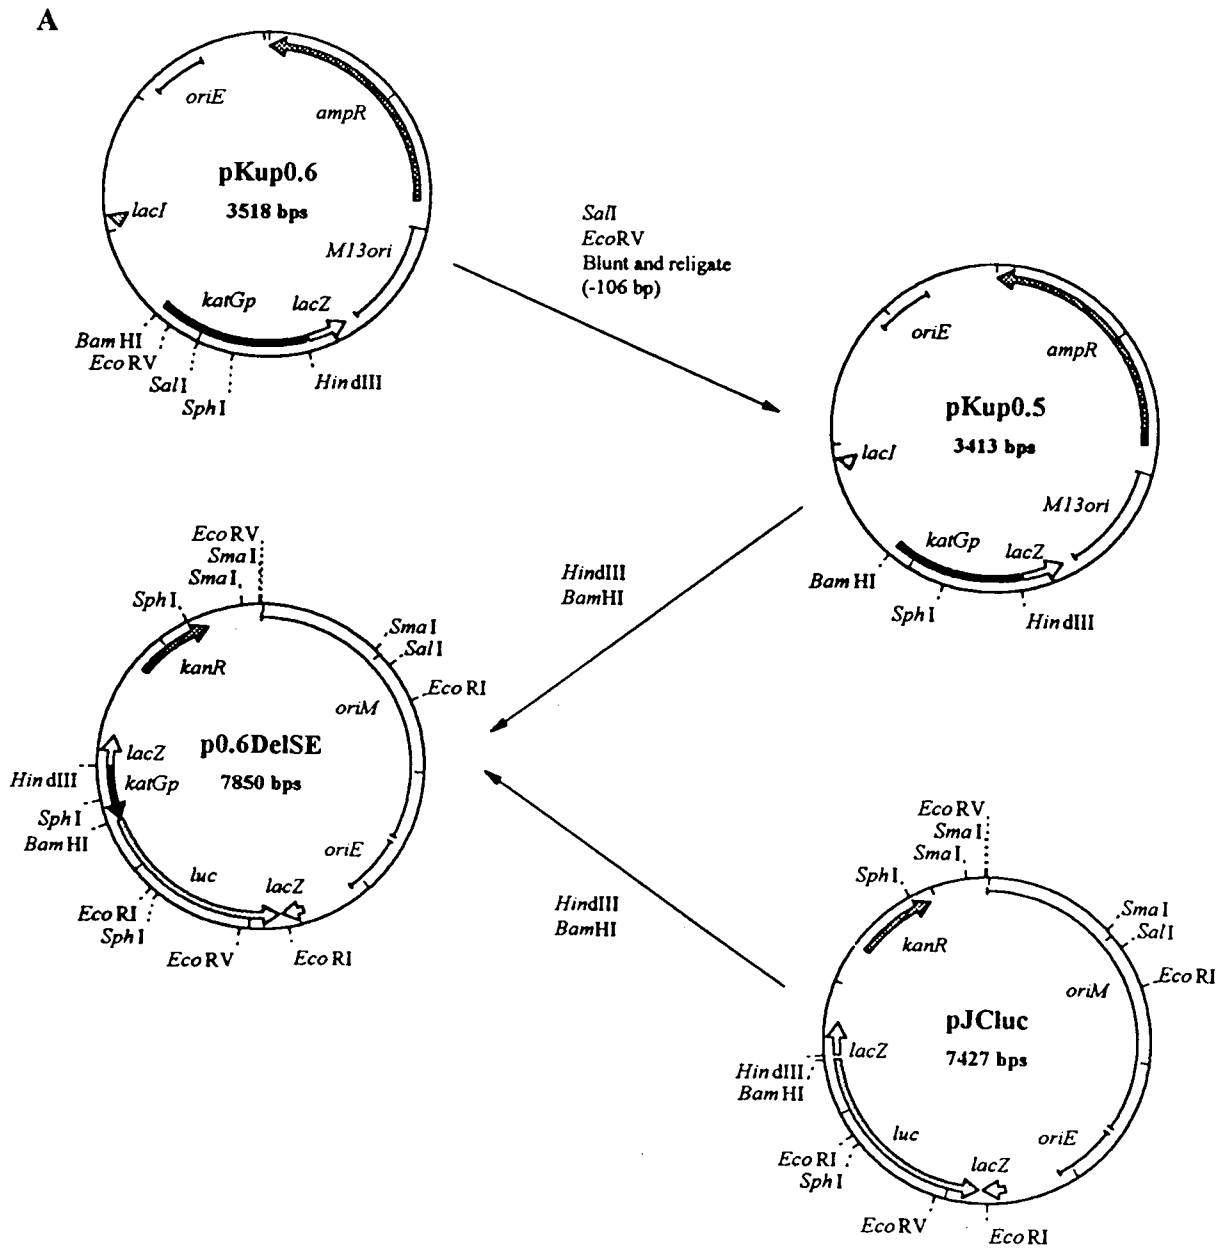 A
oriE
ampR
pKup0.6
3518 bps
lacI
M13ori
katGp
lacZ
BamHI
EcoRV
SalI
SphI
HindIII
SalI
EcoRV
Blunt and religate
(-106 bp)
oriE
ampR
pKup0.5
3413 bps
lacI
M13ori
katGp
lacZ
BamHI
SphI
HindIII
HindIII
BamHI
EcoRV
SmaI
SmaI
SphI
kanR
SmaI
SalI
EcoRI
oriM
p0.6DelSE
7850 bps
lacZ
katGp
HindIII
SphI
BamHI
oriE
luc
lacZ
EcoRI
SphI
EcoRV
EcoRI
HindIII
BamHI
EcoRV
SmaI
SmaI
SphI
kanR
SmaI
SalI
EcoRI
oriM
pJCluc
7427 bps
lacZ
HindIII
BamHI
luc
oriE
EcoRI
SphI
lacZ
EcoRV
EcoRI